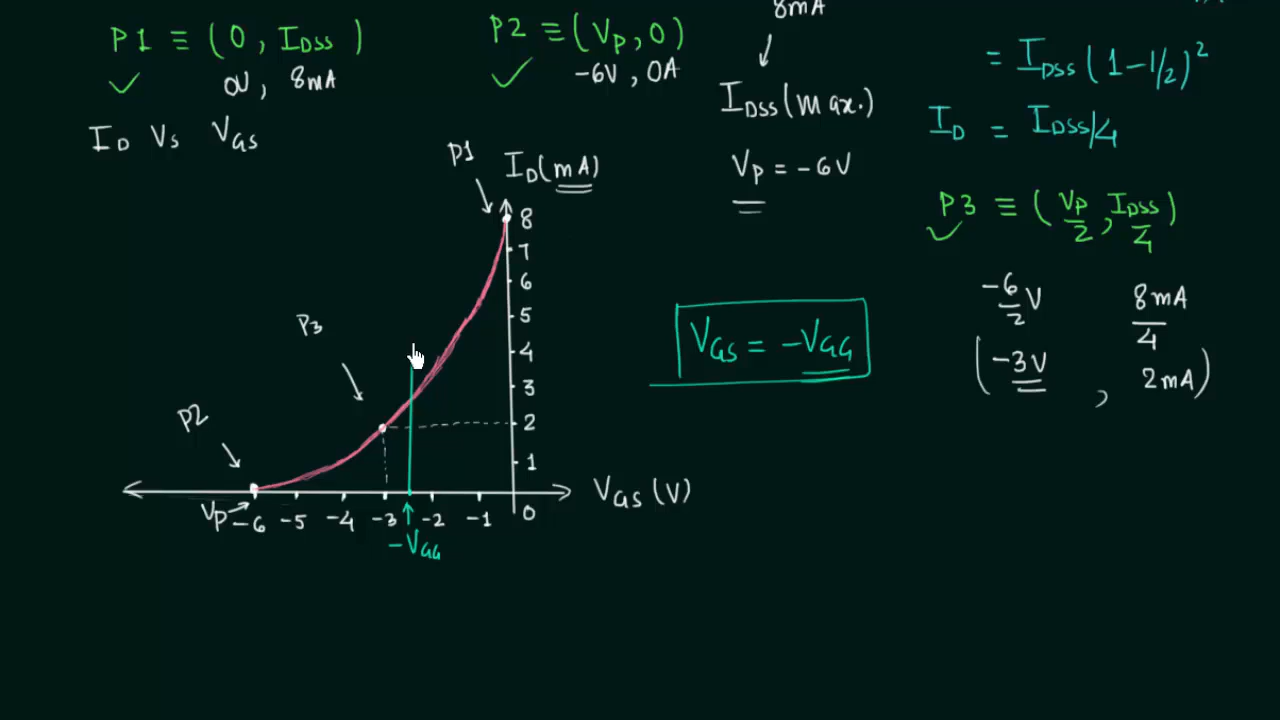 P1 ≡ (0, IDSS)
0V, 8mA
P2 ≡ (VP, 0)
-6V, 0A
8mA
IDSS (max.)
VP = -6V
= IDSS (1-1/2)²
ID = IDSS/4
P3 ≡ (VP/2, IDSS/4)
-6/2 V 8mA/4
(-3V, 2mA)
ID Vs VGS
P1
ID (mA)
8
7
6
5
4
3
2
1
P3
P2
VGS = -VGG
VGS (V)
VP
-6 -5 -4 -3 -2 -1 0
-VGG